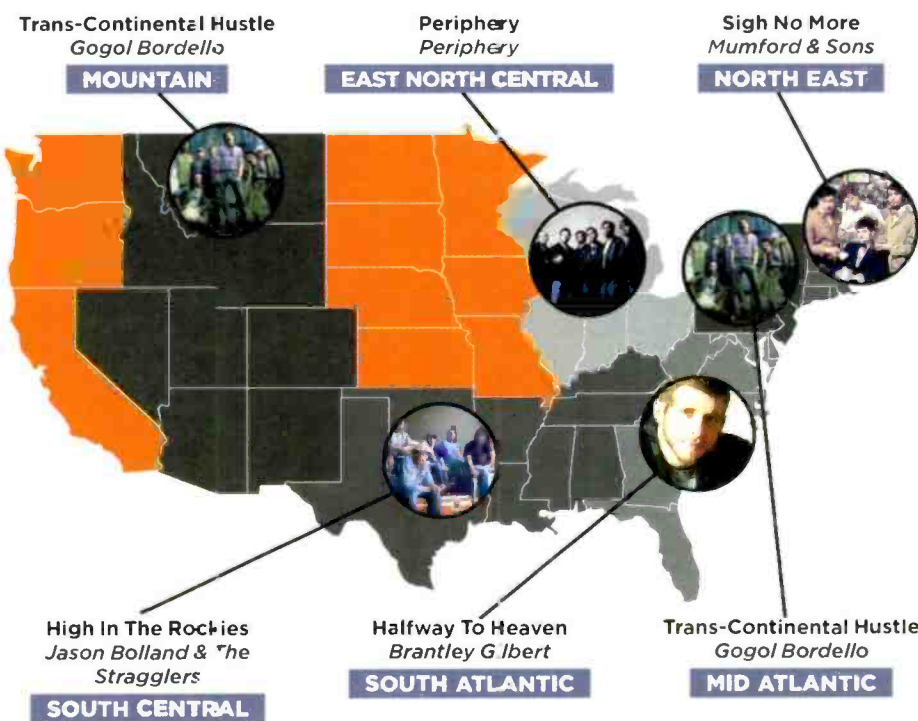 Trans-Continental Hustle
Gogol Bordello
MOUNTAIN
Periphery
Periphery
EAST NORTH CENTRAL
Sigh No More
Mumford & Sons
NORTH EAST
High In The Rockies
Jason Bolland & The
Stragglers
SOUTH CENTRAL
Halfway To Heaven
Brantley Gilbert
SOUTH ATLANTIC
Trans-Continental Hustle
Gogol Bordello
MID ATLANTIC